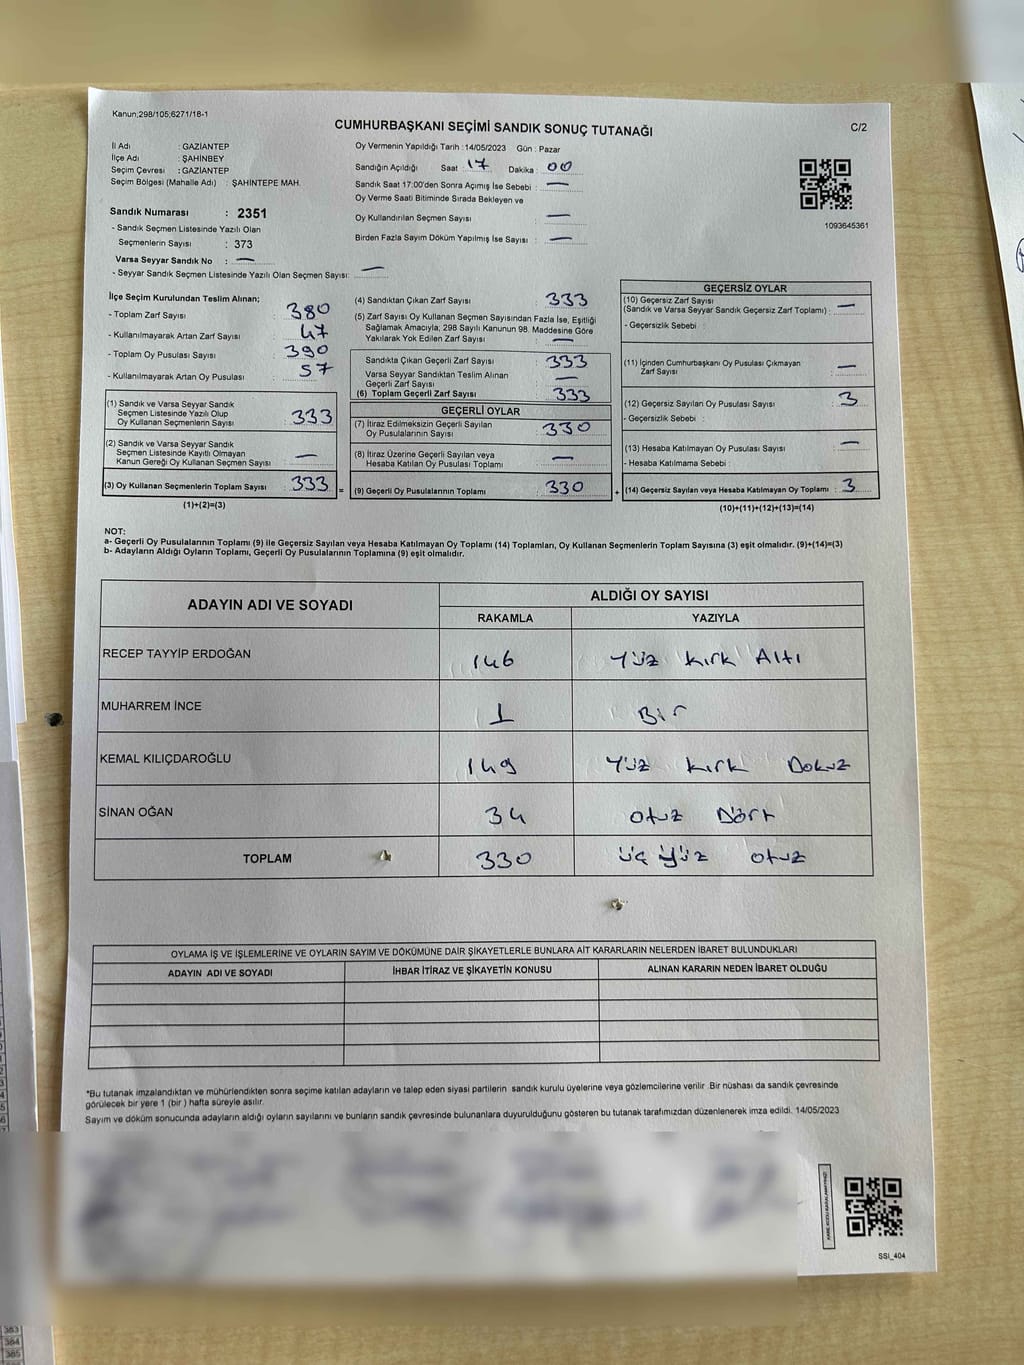 Kanun;298/105;6271/18-1
CUMHURBAŞKANI SEÇİMİ SANDIK SONUÇ TUTANAĞI
C/2
İl Adı : GAZİANTEP
İlçe Adı : ŞAHİNBEY
Seçim Çevresi : GAZİANTEP
Seçim Bölgesi (Mahalle Adı) : ŞAHİNTEPE MAH.
Sandık Numarası : 2351
- Sandık Seçmen Listesinde Yazılı Olan
Seçmenlerin Sayısı : 373
Varsa Seyyar Sandık No : —
- Seyyar Sandık Seçmen Listesinde Yazılı Olan Seçmen Sayısı: —
Oy Vermenin Yapıldığı Tarih :14/05/2023 Gün : Pazar
Sandığın Açıldığı Saat : 17 Dakika : 00
Sandık Saat 17:00'den Sonra Açımış İse Sebebi : —
Oy Verme Saati Bitiminde Sırada Bekleyen ve
Oy Kullandırılan Seçmen Sayısı : —
Birden Fazla Sayım Döküm Yapılmış İse Sayısı : —
1093645361
İlçe Seçim Kurulundan Teslim Alınan;
- Toplam Zarf Sayısı : 380
- Kullanılmayarak Artan Zarf Sayısı : 47
- Toplam Oy Pusulası Sayısı : 390
- Kullanılmayarak Artan Oy Pusulası : 57
(1) Sandık ve Varsa Seyyar Sandık
Seçmen Listesinde Yazılı Olup
Oy Kullanan Seçmenlerin Sayısı : 333
(2) Sandık ve Varsa Seyyar Sandık
Seçmen Listesinde Kayıtlı Olmayan
Kanun Gereği Oy Kullanan Seçmen Sayısı : —
(3) Oy Kullanan Seçmenlerin Toplam Sayısı : 333 =
(1)+(2)=(3)
(4) Sandıktan Çıkan Zarf Sayısı : 333
(5) Zarf Sayısı Oy Kullanan Seçmen Sayısından Fazla İse, Eşitliği
Sağlamak Amacıyla, 298 Sayılı Kanunun 98. Maddesine Göre
Yakılarak Yok Edilen Zarf Sayısı : —
Sandıkta Çıkan Geçerli Zarf Sayısı : 333
Varsa Seyyar Sandıktan Teslim Alınan
Geçerli Zarf Sayısı : —
(6) Toplam Geçerli Zarf Sayısı : 333
GEÇERLİ OYLAR
(7) İtiraz Edilmeksizin Geçerli Sayılan
Oy Pusulalarının Sayısı : 330
(8) İtiraz Üzerine Geçerli Sayılan veya
Hesaba Katılan Oy Pusulası Toplamı : —
(9) Geçerli Oy Pusulalarının Toplamı : 330 +
GEÇERSİZ OYLAR
(10) Geçersiz Zarf Sayısı
(Sandık ve Varsa Seyyar Sandık Geçersiz Zarf Toplamı) : —
- Geçersizlik Sebebi :
(11) İçinden Cumhurbaşkanı Oy Pusulası Çıkmayan
Zarf Sayısı : —
(12) Geçersiz Sayılan Oy Pusulası Sayısı : 3
- Geçersizlik Sebebi :
(13) Hesaba Katılmayan Oy Pusulası Sayısı : —
- Hesaba Katılmama Sebebi :
(14) Geçersiz Sayılan veya Hesaba Katılmayan Oy Toplamı : 3
(10)+(11)+(12)+(13)=(14)
NOT:
a- Geçerli Oy Pusulalarının Toplamı (9) ile Geçersiz Sayılan veya Hesaba Katılmayan Oy Toplamı (14) Toplamları, Oy Kullanan Seçmenlerin Toplam Sayısına (3) eşit olmalıdır. (9)+(14)=(3)
b- Adayların Aldığı Oyların Toplamı, Geçerli Oy Pusulalarının Toplamına (9) eşit olmalıdır.
ADAYIN ADI VE SOYADI
ALDIĞI OY SAYISI
RAKAMLA YAZIYLA
RECEP TAYYİP ERDOĞAN 146 Yüz kırk Altı
MUHARREM İNCE 1 Bir
KEMAL KILIÇDAROĞLU 149 Yüz kırk Dokuz
SİNAN OĞAN 34 Otuz Dört
TOPLAM 330 üç Yüz otuz
OYLAMA İŞ VE İŞLEMLERİNE VE OYLARIN SAYIM VE DÖKÜMÜNE DAİR ŞİKAYETLERLE BUNLARA AİT KARARLARIN NELERDEN İBARET BULUNDUKLARI
ADAYIN ADI VE SOYADI İHBAR İTİRAZ VE ŞİKAYETİN KONUSU ALINAN KARARIN NEDEN İBARET OLDUĞU
*Bu tutanak imzalandıktan ve mühürlendikten sonra seçime katılan adayların ve talep eden siyasi partilerin sandık kurulu üyelerine veya gözlemcilerine verilir Bir nüshası da sandık çevresinde
görülecek bir yere 1 (bir ) hafta süreyle asılır.
Sayım ve döküm sonucunda adayların aldığı oyların sayılarını ve bunların sandık çevresinde bulunanlara duyurulduğunu gösteren bu tutanak tarafımızdan düzenlenerek imza edildi. 14/05/2023
SSI_404
383
384
385